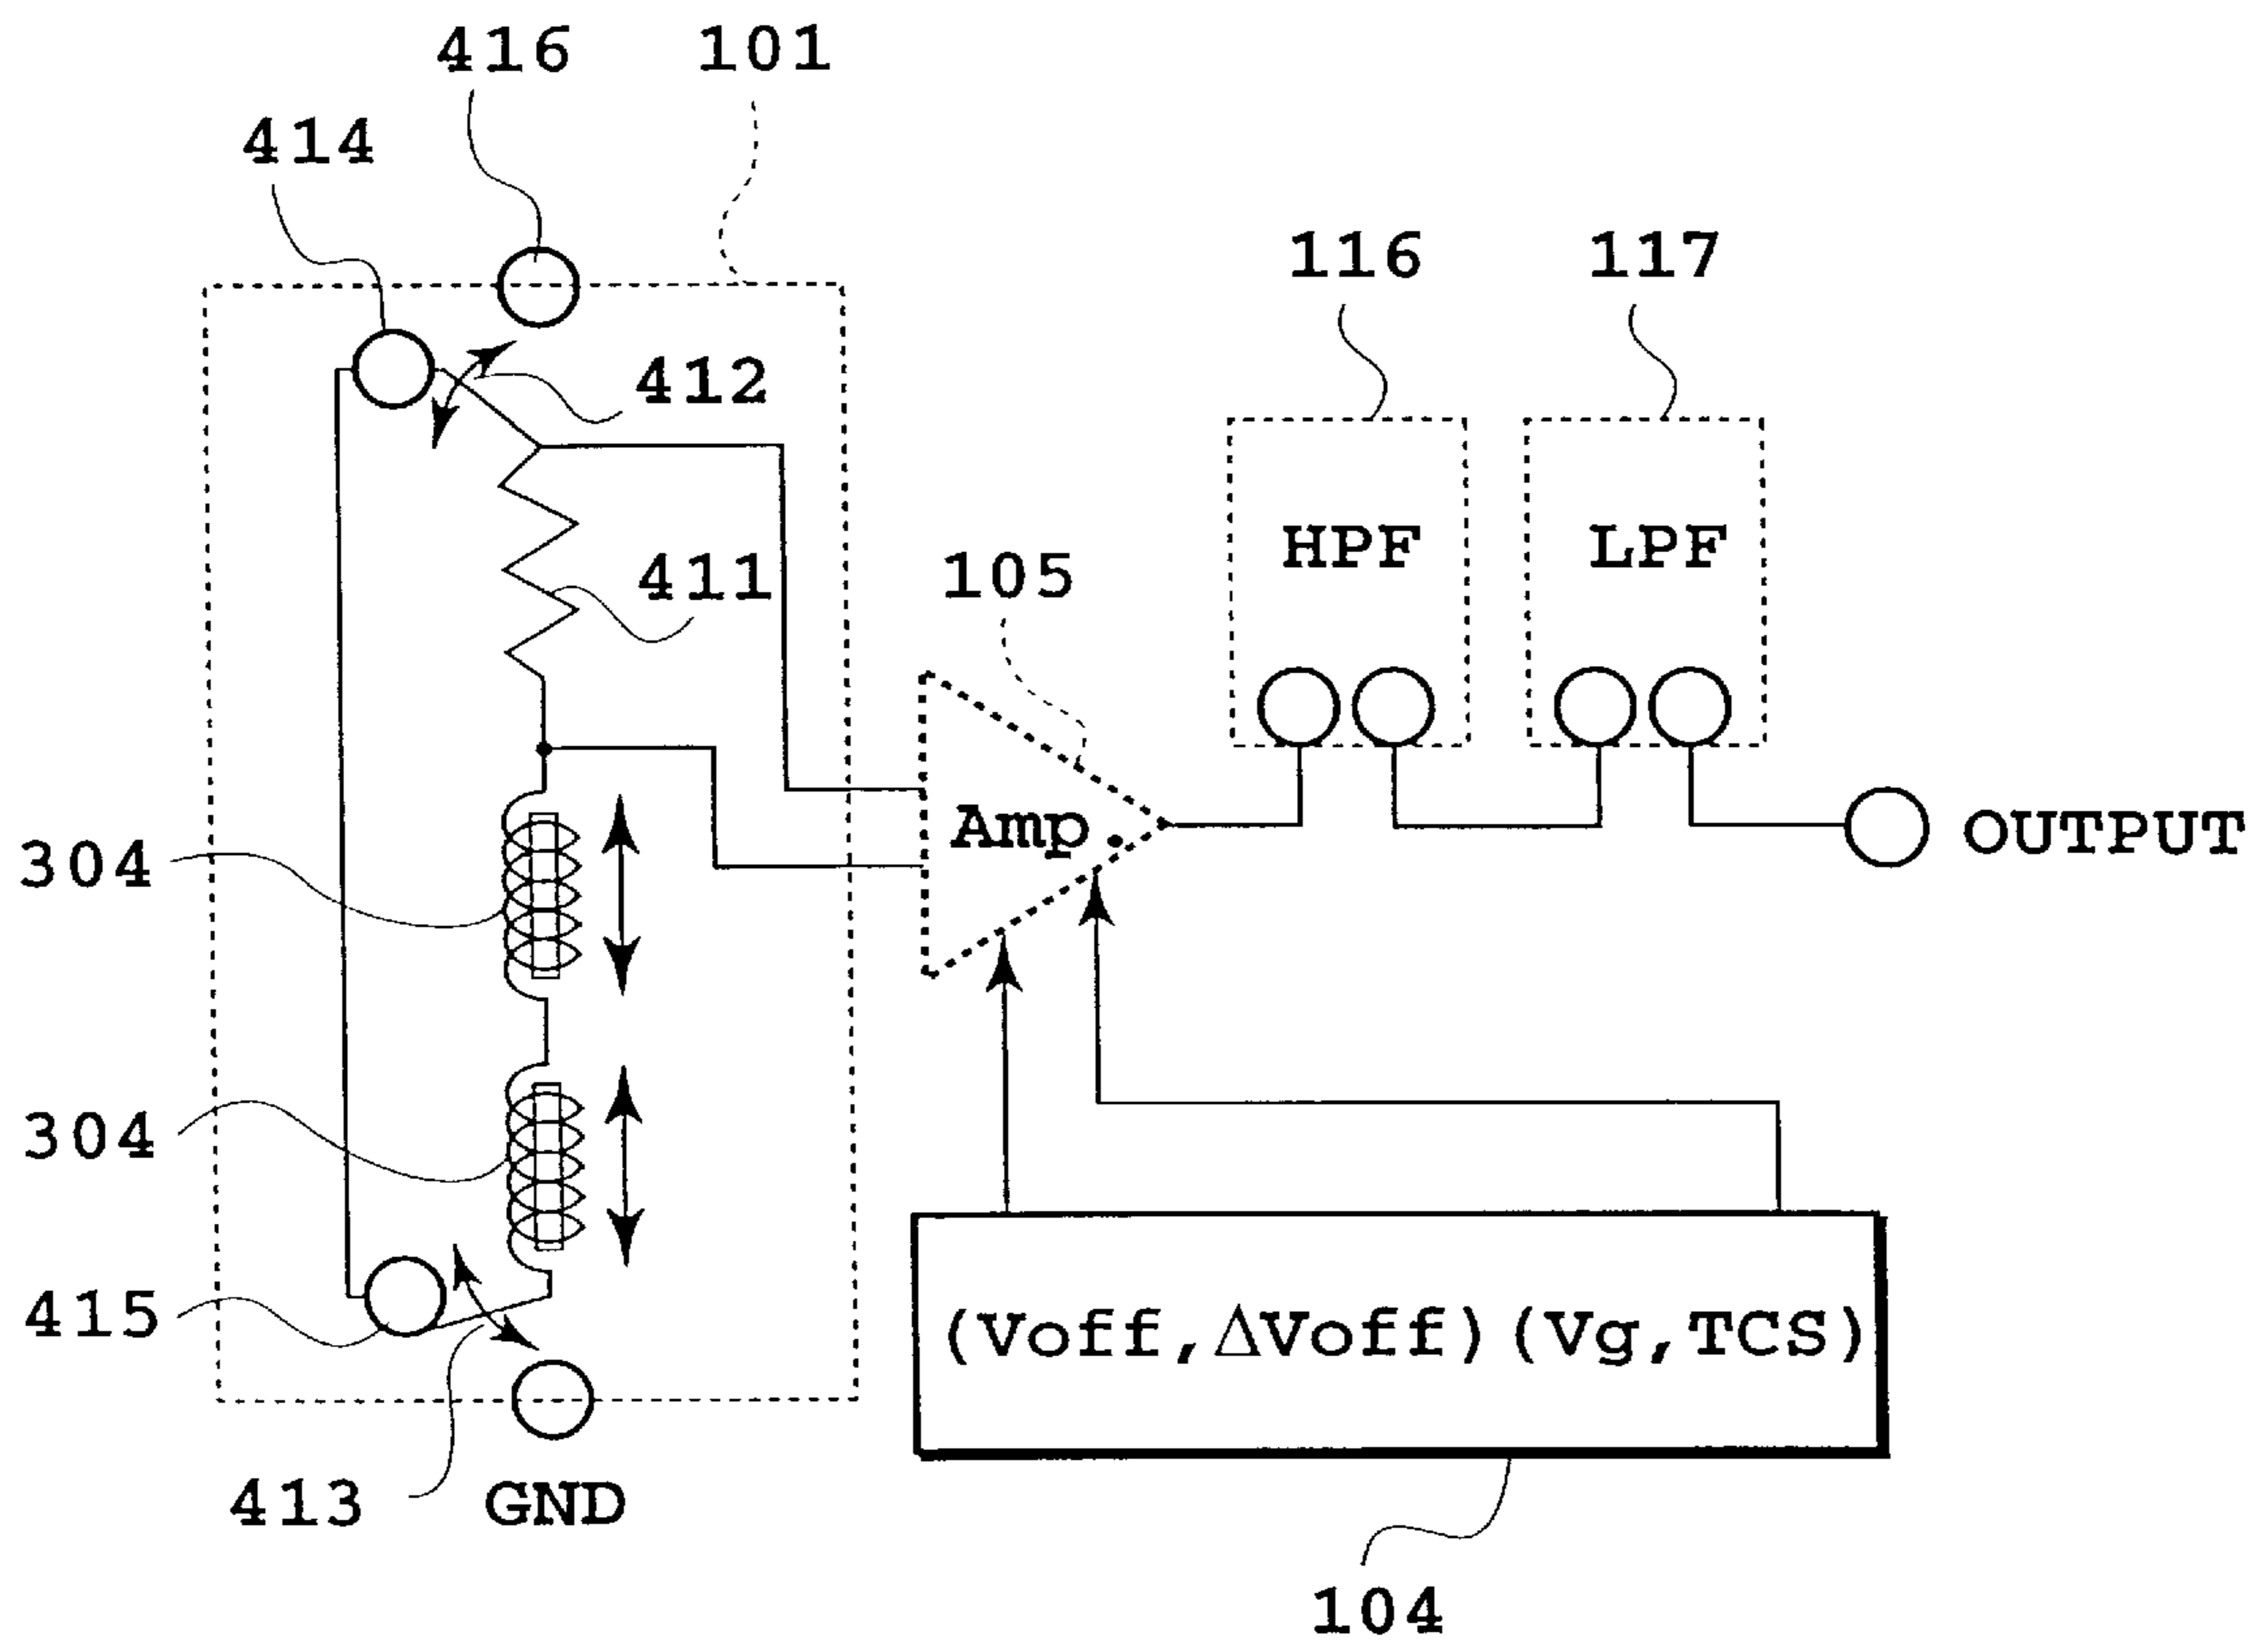 416
101
414
116
117
412
HPF
LPF
411
105
Amp.
OUTPUT
304
304
415
(Voff,ΔVoff)(Vg,TCS)
413
GND
104